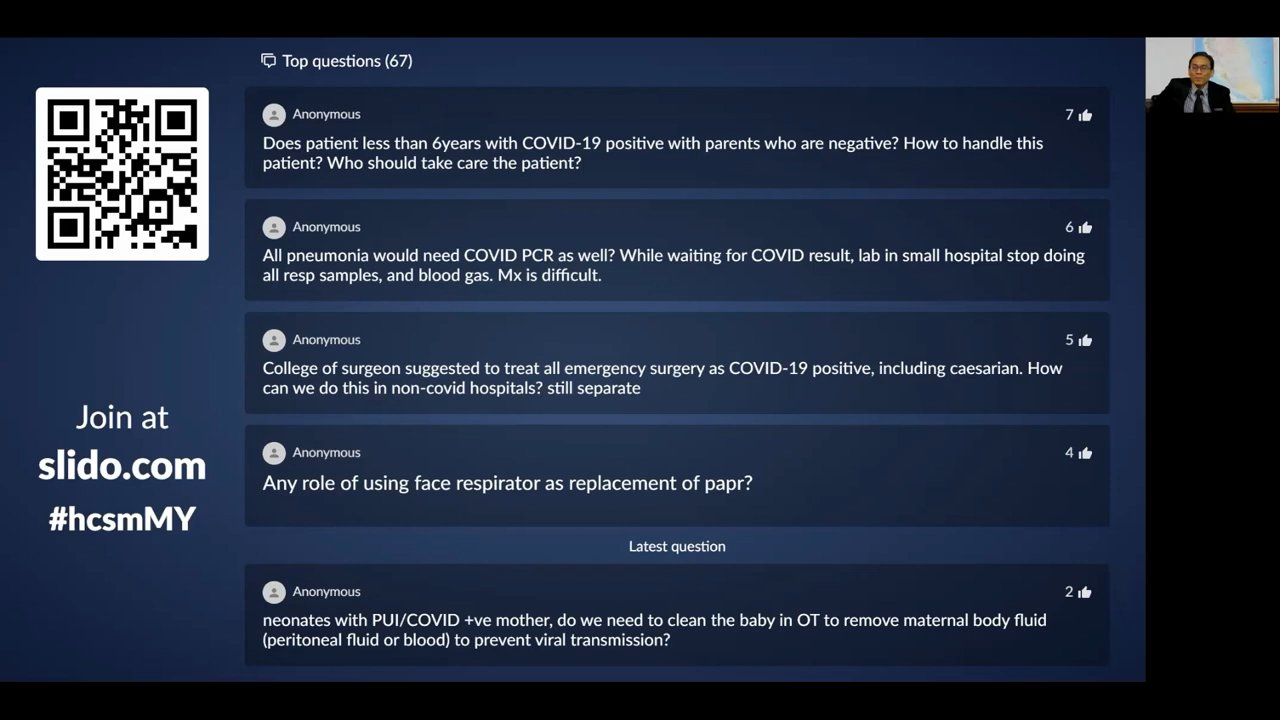 Top questions (67)
Anonymous
7
Does patient less than 6years with COVID-19 positive with parents who are negative? How to handle this
patient? Who should take care the patient?
Anonymous
6
All pneumonia would need COVID PCR as well? While waiting for COVID result, lab in small hospital stop doing
all resp samples, and blood gas. Mx is difficult.
Anonymous
5
College of surgeon suggested to treat all emergency surgery as COVID-19 positive, including caesarian. How
can we do this in non-covid hospitals? still separate
Anonymous
4
Any role of using face respirator as replacement of papr?
Latest question
Anonymous
2
neonates with PUI/COVID +ve mother, do we need to clean the baby in OT to remove maternal body fluid
(peritoneal fluid or blood) to prevent viral transmission?
Join at
slido.com
#hcsmMY